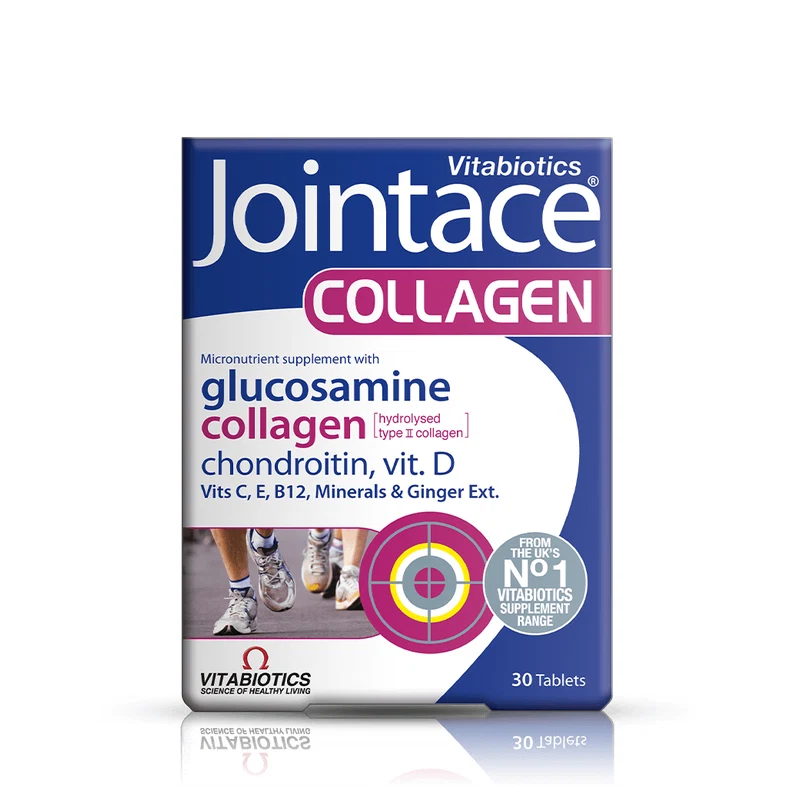 Vitabiotics
Jointace®
COLLAGEN
Micronutrient supplement with
glucosamine
collagen [hydrolysed
type II collagen]
chondroitin, vit. D
Vits C, E, B12, Minerals & Ginger Ext.
FROM
THE UK'S
Nº1
VITABIOTICS
SUPPLEMENT
RANGE
VITABIOTICS
SCIENCE OF HEALTHY LIVING
30 Tablets